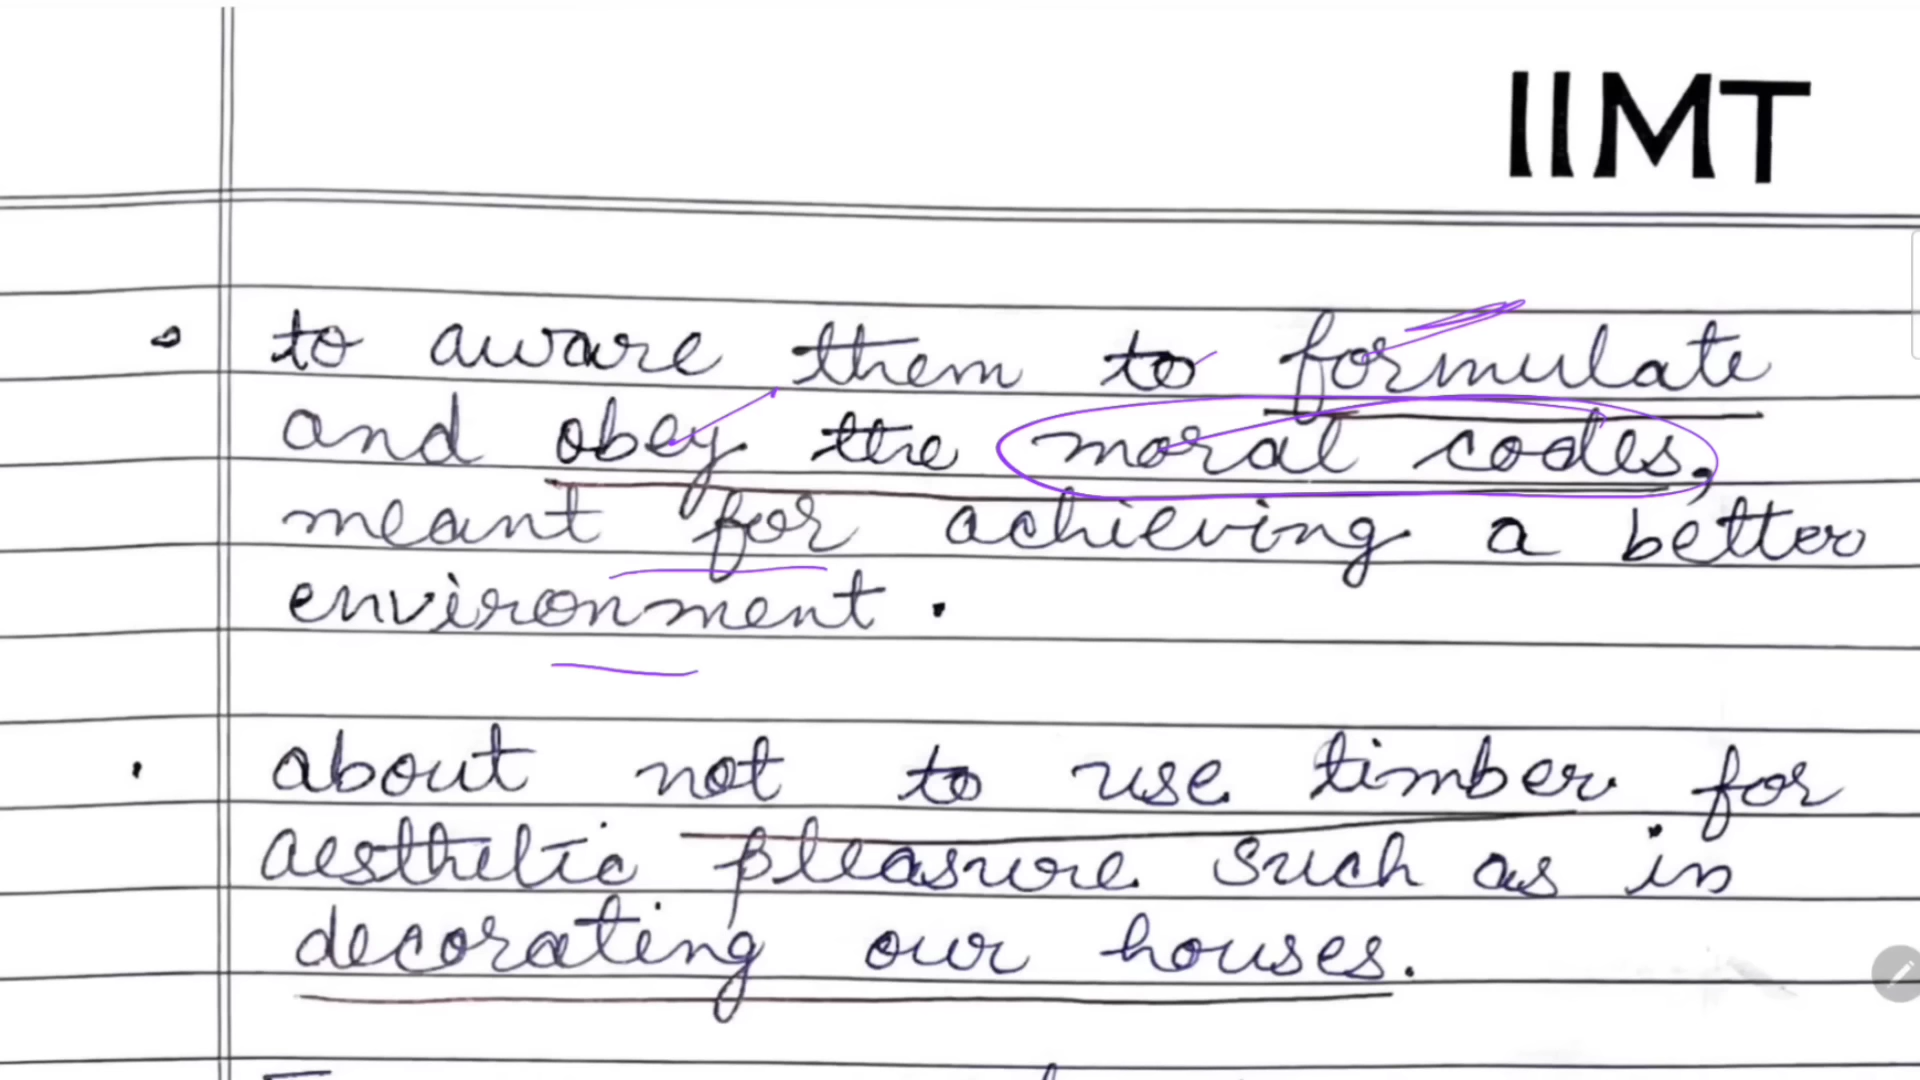 IIMT
to aware them to formulate
and obey the moral codes,
meant for achieving a better
environment.
about not to use timber for
aesthetic pleasure such as in
decorating our houses.